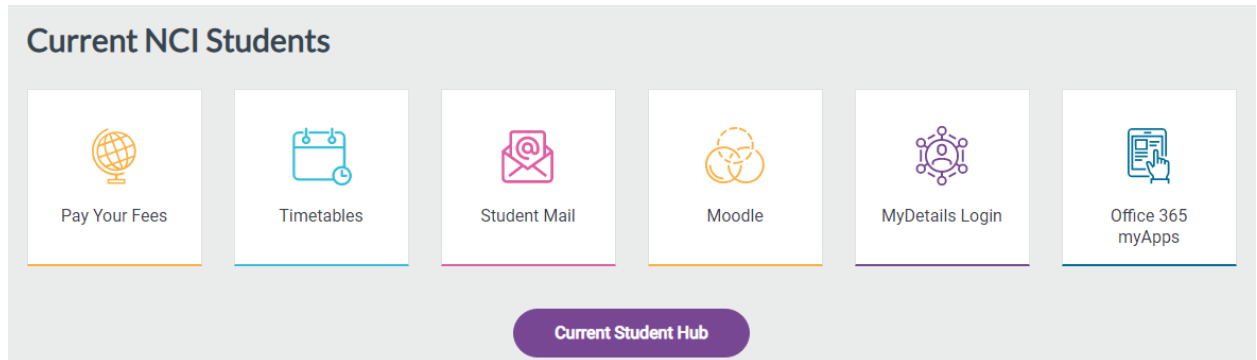 Current NCI Students
Pay Your Fees
Timetables
Student Mail
Moodle
MyDetails Login
Office 365
myApps
Current Student Hub